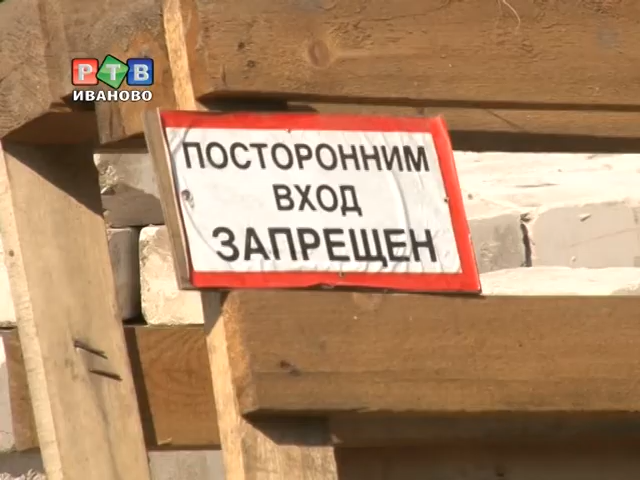 РТВ
ИВАНОВО
ПОСТОРОННИМ
ВХОД
ЗАПРЕЩЕН